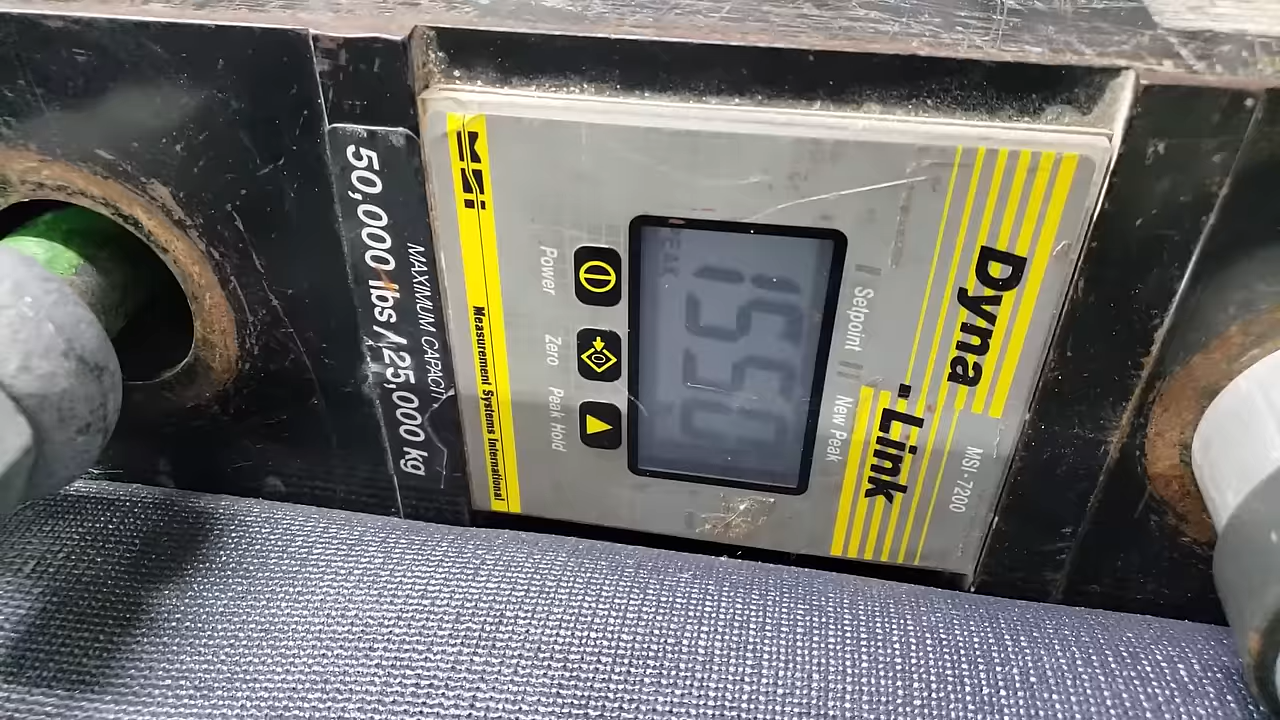 Dyna
-Link
MSI-7200
Setpoint
New Peak
1550
PEAK
Power Zero Peak Hold
MSI Measurement Systems International
MAXIMUM CAPACITY
50,000 lbs / 25,000 kg